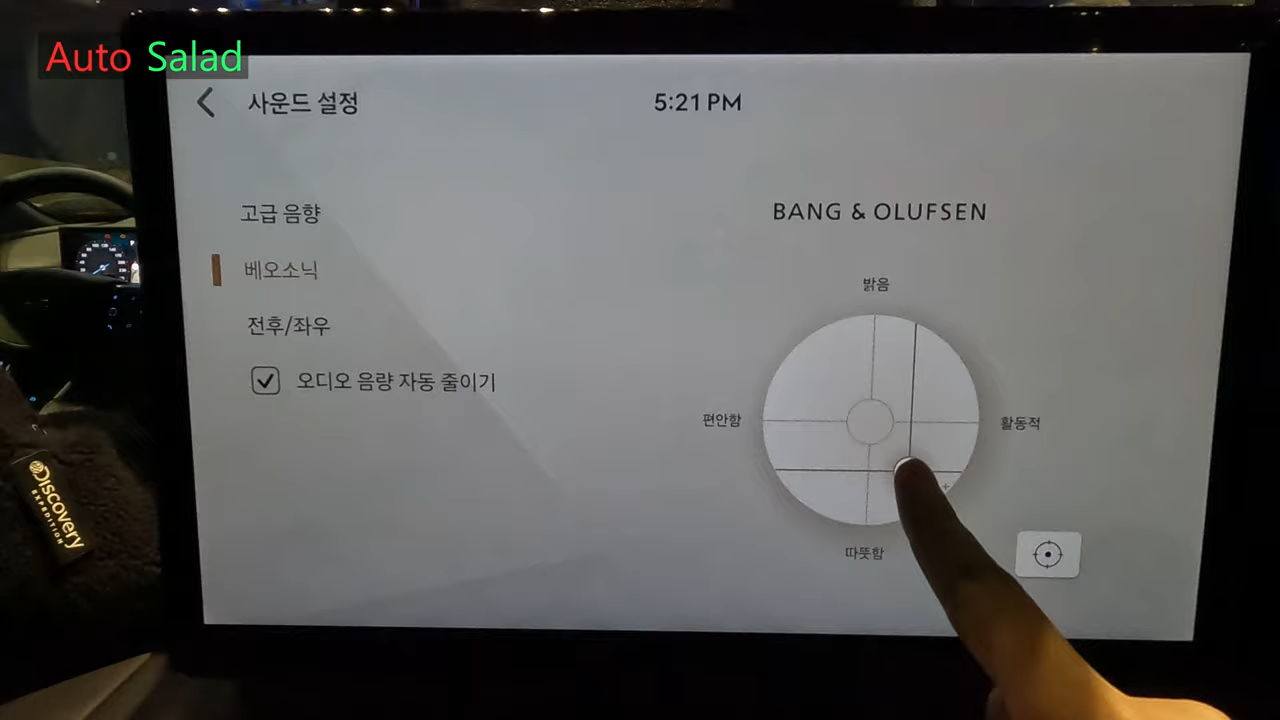 Auto Salad
사운드 설정
5:21 PM
고급 음향
베오소닉
전후/좌우
오디오 음량 자동 줄이기
BANG & OLUFSEN
밝음
편안함
활동적
따뜻함
Discovery
EXPEDITION